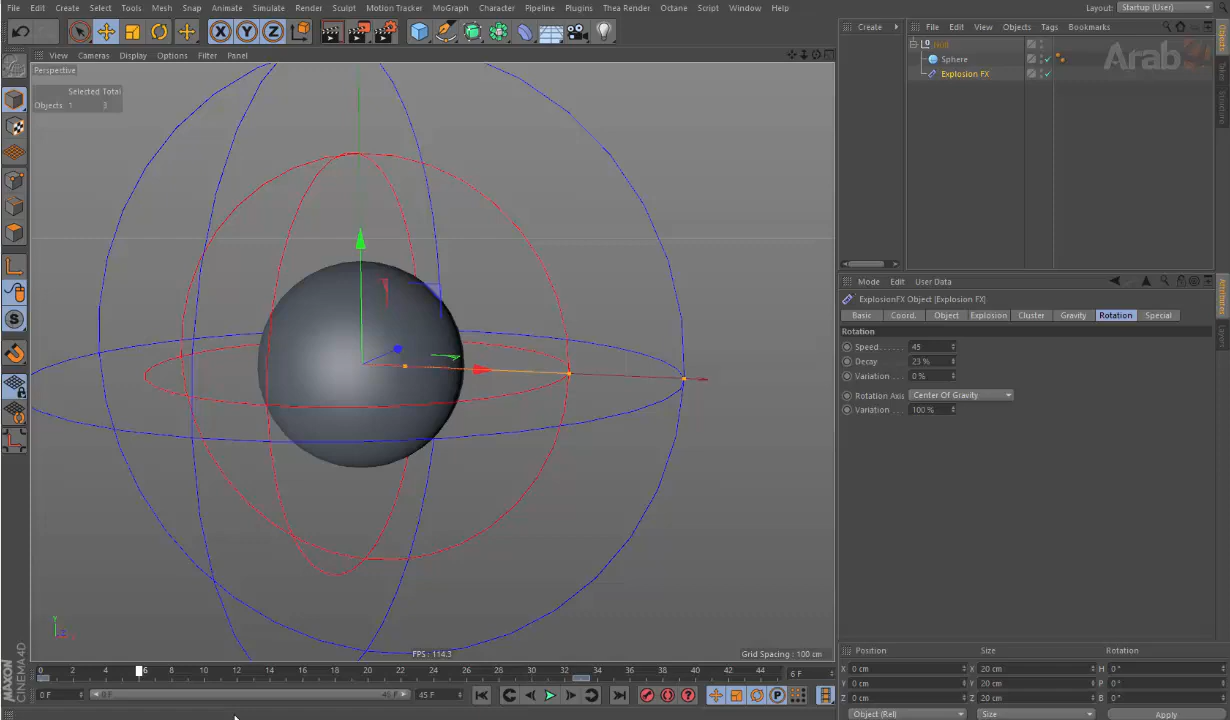 File Edit Create Select Tools Mesh Snap Animate Simulate Render Sculpt Motion Tracker MoGraph Character Pipeline Plugins Thea Render Octane Script Window Help Layout: Startup (User)
X Y Z
Create File Edit View Objects Tags Bookmarks
View Cameras Display Options Filter Panel
Perspective
Selected Total
Objects 1
Sphere
Explosion FX
Arab
Objects
Structure
Mode Edit User Data
ExplosionFX Object [Explosion FX]
Basic Coord. Object Explosion Cluster Gravity Rotation Special
Rotation
Speed 45
Decay 23 %
Variation 0 %
Rotation Axis Center Of Gravity
Variation 100 %
Attributes
Layers
Y
FPS : 114.3
Grid Spacing : 100 cm
0 2 4 6 8 10 12 14 16 18 20 22 24 26 28 30 32 34 36 38 40 42 44 6 F
0 F 0 F 45 F 45 F
P
Position Size Rotation
X 0 cm X 20 cm H 0 °
Y 0 cm Y 20 cm P 0 °
Z 0 cm Z 20 cm B 0 °
Object (Rel) Size Apply
MAXON
CINEMA 4D